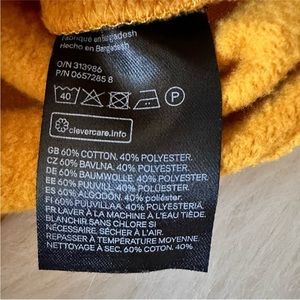 Fabriqué en Bangladesh
Hecho en Bangladesh
O/N 313986
P/N 0657285 8
40
P
clevercare.info
GB 60% COTTON. 40% POLYESTER.
CZ 60% BAVLNA. 40% POLYESTER.
DE 60% BAUMWOLLE. 40% POLYESTER.
EE 60% PUUVILL. 40% POLÜESTER.
ES 60% ALGODÓN. 40% poliéster.
FI 60% PUUVILLAA. 40% POLYESTERIA.
FR LAVER À LA MACHINE À L'EAU TIÈDE.
BLANCHIR SANS CHLORE SI
NÉCESSAIRE. SÉCHER À L'AIR.
REPASSER À TEMPÉRATURE MOYENNE.
NETTOYAGE À SEC. 60% COTON. 40%